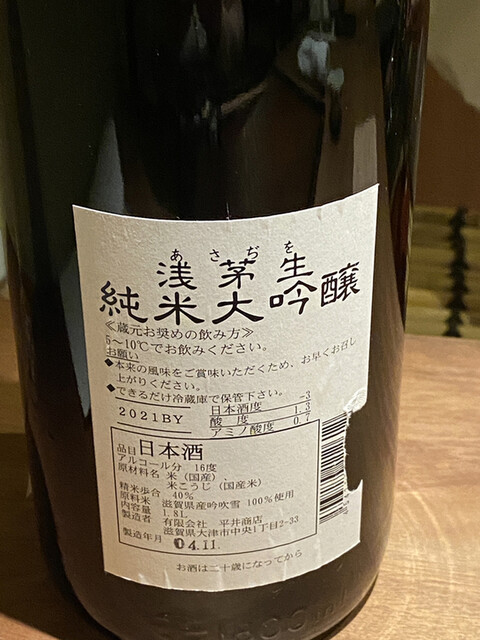 あさぢを
浅茅生
純米大吟醸
≪蔵元お奨めの飲み方≫
5～10℃でお飲みください。
お願い
◆本来の風味をご賞味いただくため、お早くお召し
上がりください。
◆できるだけ冷蔵庫で保管下さい。
2021BY
日本酒度 -3
酸度 1.3
アミノ酸度 0.7
品目 日本酒
アルコール分 16度
原材料名 米（国産）
米こうじ（国産米）
精米歩合 40%
原料米 滋賀県産吟吹雪 100%使用
内容量 1.8L
製造者 有限会社 平井商店
滋賀県大津市中央1丁目2-33
製造年月 04.11.
お酒は二十歳になってから